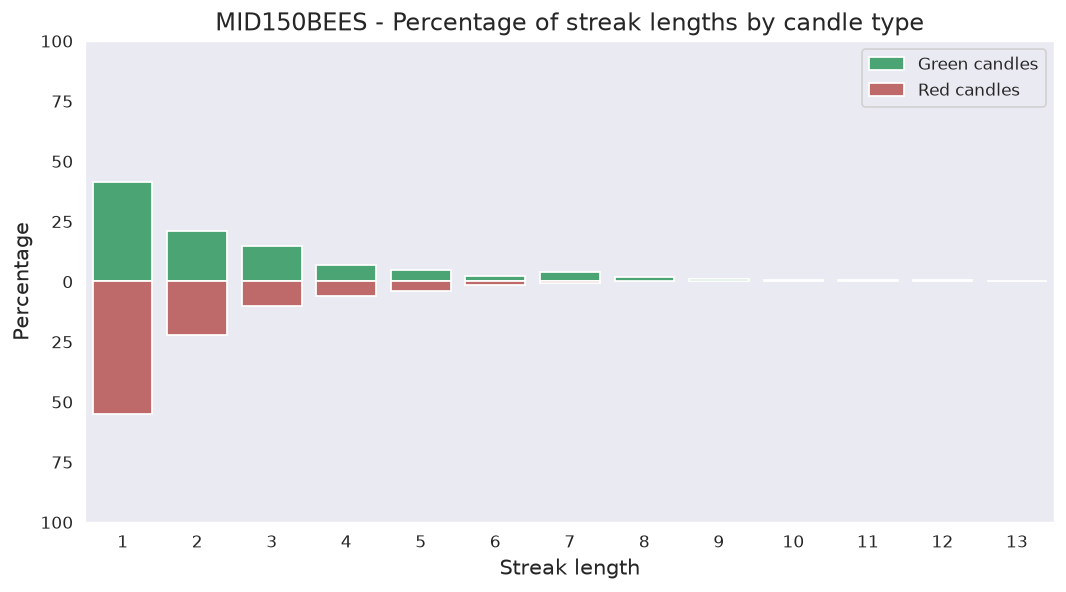 MID150BEES - Percentage of streak lengths by candle type
Green candles
Red candles
Percentage
100
75
50
25
0
25
50
75
100
1 2 3 4 5 6 7 8 9 10 11 12 13
Streak length